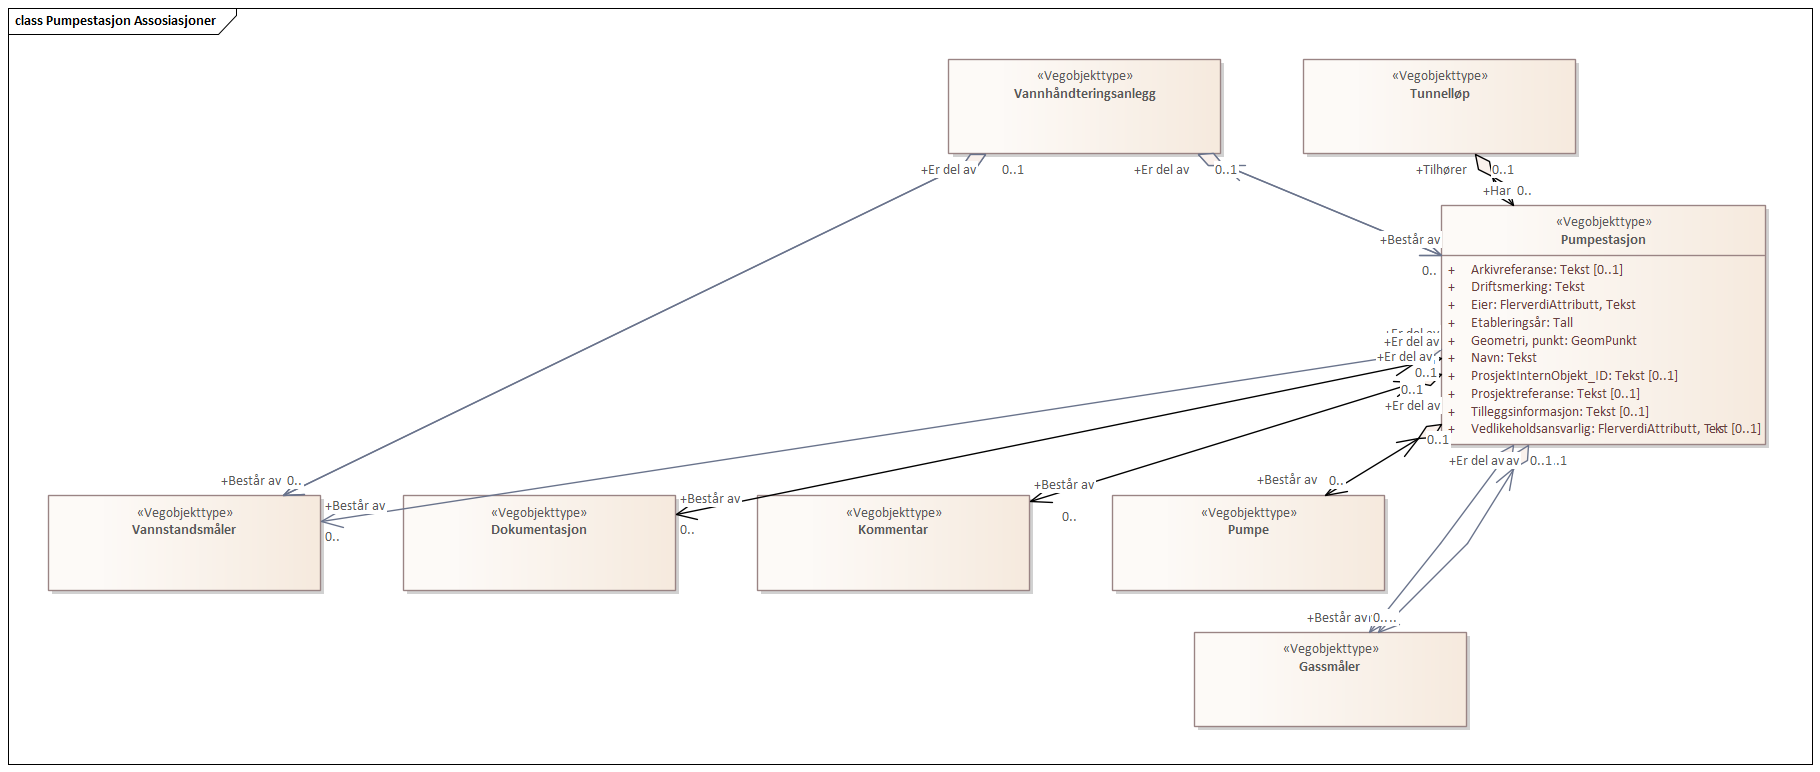 class Pumpestasjon Assosiasjoner
«Vegobjekttype»
Vannhåndteringsanlegg
«Vegobjekttype»
Tunnelløp
+Er del av
0..1
+Er del av
0..1
+Tilhører
0..1
+Har 0..
«Vegobjekttype»
Pumpestasjon
+Består av
0..
+ Arkivreferanse: Tekst [0..1]
+ Driftsmerking: Tekst
+ Eier: FlerverdiAttributt, Tekst
+ Etableringsår: Tall
+ Geometri, punkt: GeomPunkt
+ Navn: Tekst
+ ProsjektInternObjekt_ID: Tekst [0..1]
+ Prosjektreferanse: Tekst [0..1]
+ Tilleggsinformasjon: Tekst [0..1]
+ Vedlikeholdsansvarlig: FlerverdiAttributt, Tekst [0..1]
+Er del av
+Er del av
+Er del av
0..1
0..1
+Er del av
0..1
+Er del av
av
0..1
..1
+Består av 0..
+Består av
0..
+Består av
0..
+Består av
0..
+Består av 0..
«Vegobjekttype»
Vannstandsmåler
«Vegobjekttype»
Dokumentasjon
«Vegobjekttype»
Kommentar
«Vegobjekttype»
Pumpe
+Består av
0..
«Vegobjekttype»
Gassmåler